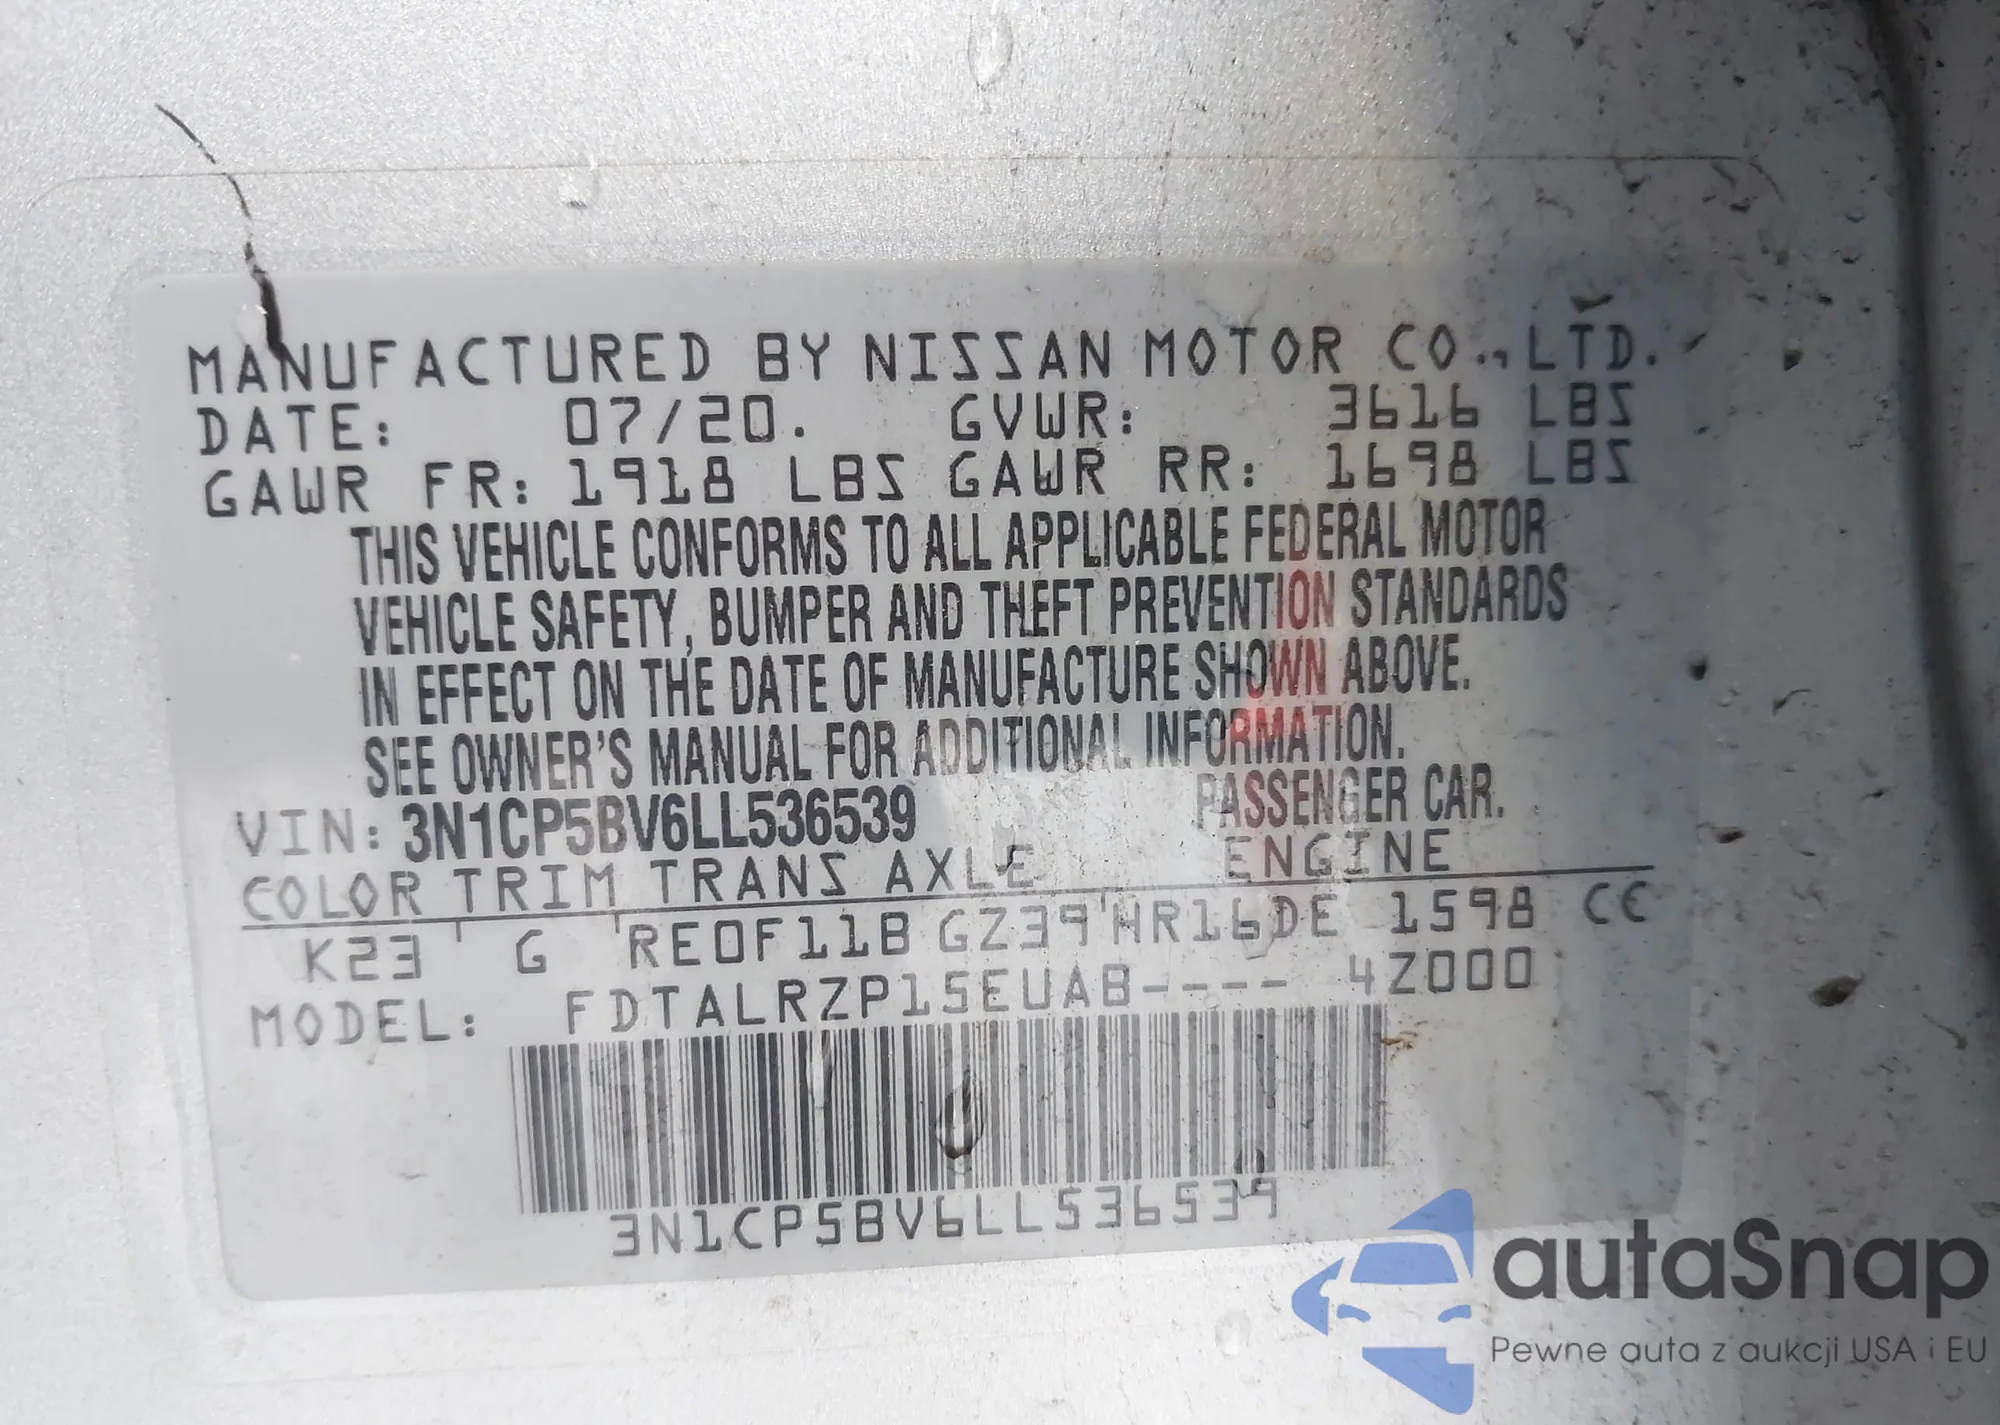 MANUFACTURED BY NISSAN MOTOR CO., LTD.
DATE: 07/20. GVWR: 3616 LBS
GAWR FR: 1918 LBS GAWR RR: 1698 LBS
THIS VEHICLE CONFORMS TO ALL APPLICABLE FEDERAL MOTOR
VEHICLE SAFETY, BUMPER AND THEFT PREVENTION STANDARDS
IN EFFECT ON THE DATE OF MANUFACTURE SHOWN ABOVE.
SEE OWNER'S MANUAL FOR ADDITIONAL INFORMATION.
VIN: 3N1CP5BV6LL536539 PASSENGER CAR.
COLOR TRIM TRANS AXLE ENGINE
K23 G RE0F11B GZ39 HR16DE 1598 CC
MODEL: FDTALRZP15EUAB---- 4Z000
3N1CP5BV6LL536539
autaSnap
Pewne auta z aukcji USA i EU